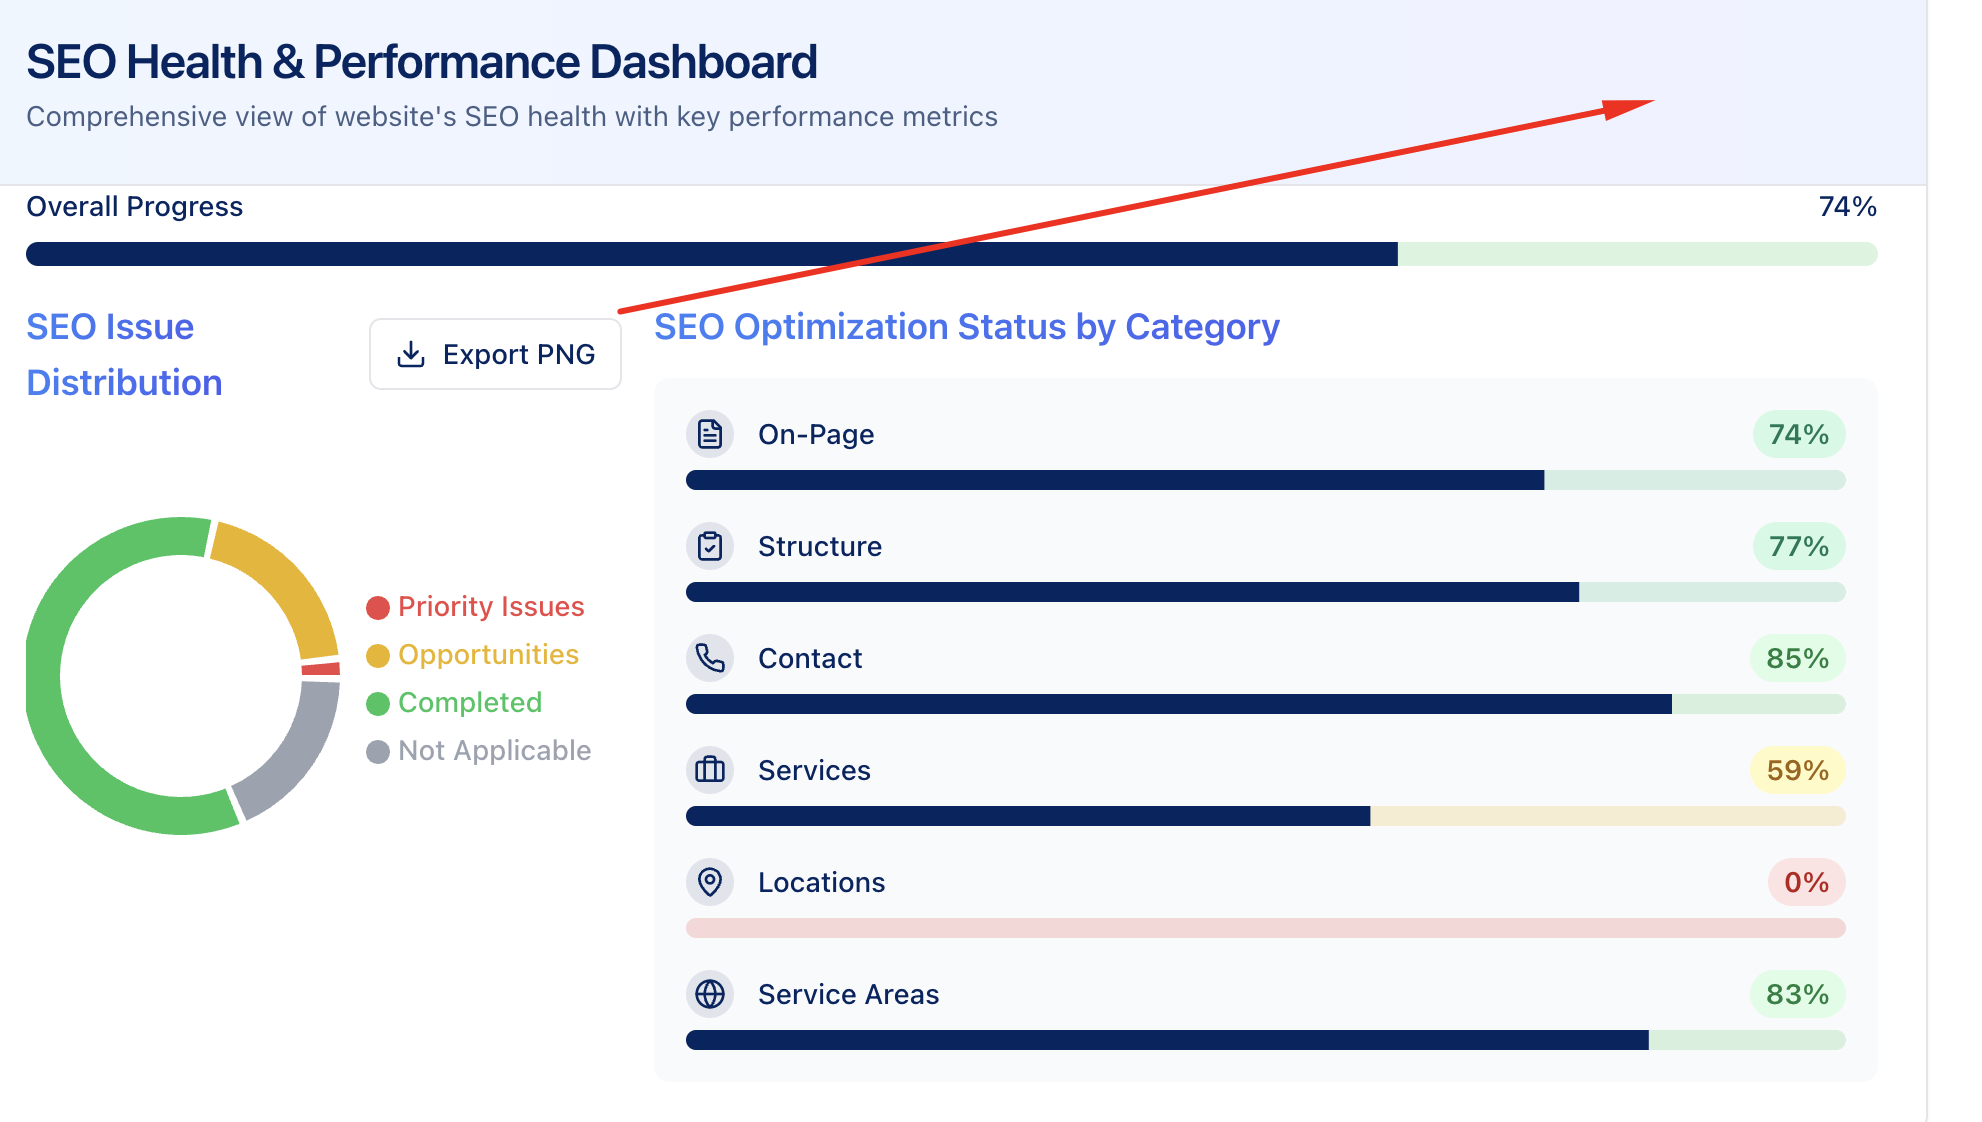 SEO Health & Performance Dashboard
Comprehensive view of website's SEO health with key performance metrics
Overall Progress
74%
SEO Issue
Distribution
Export PNG
Priority Issues
Opportunities
Completed
Not Applicable
SEO Optimization Status by Category
On-Page
74%
Structure
77%
Contact
85%
Services
59%
Locations
0%
Service Areas
83%